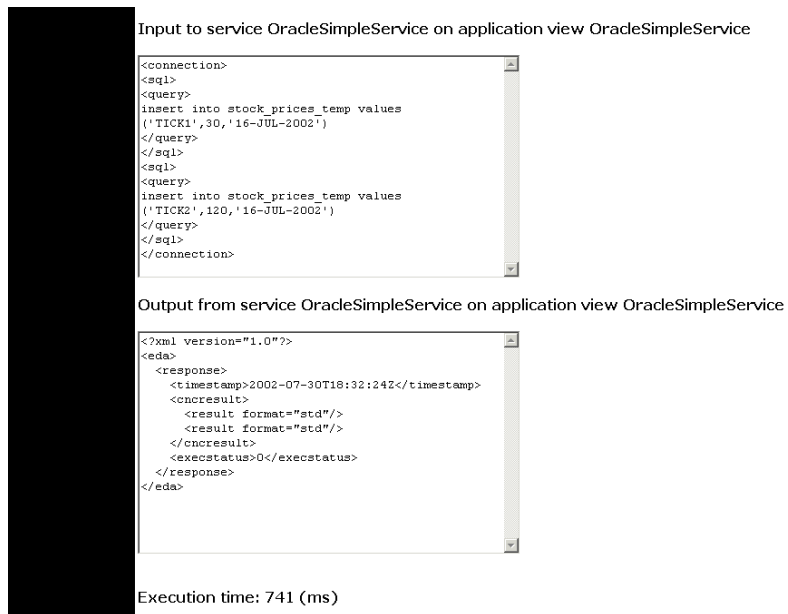 Input to service OracleSimpleService on application view OracleSimpleService
<connection>
<sql>
<query>
insert into stock_prices_temp values
('TICK1',30,'16-JUL-2002')
</query>
</sql>
<sql>
<query>
insert into stock_prices_temp values
('TICK2',120,'16-JUL-2002')
</query>
</sql>
</connection>
Output from service OracleSimpleService on application view OracleSimpleService
<?xml version="1.0"?>
<eda>
  <response>
    <timestamp>2002-07-30T18:32:24Z</timestamp>
    <cncresult>
      <result format="std"/>
      <result format="std"/>
    </cncresult>
    <execstatus>0</execstatus>
  </response>
</eda>
Execution time: 741 (ms)